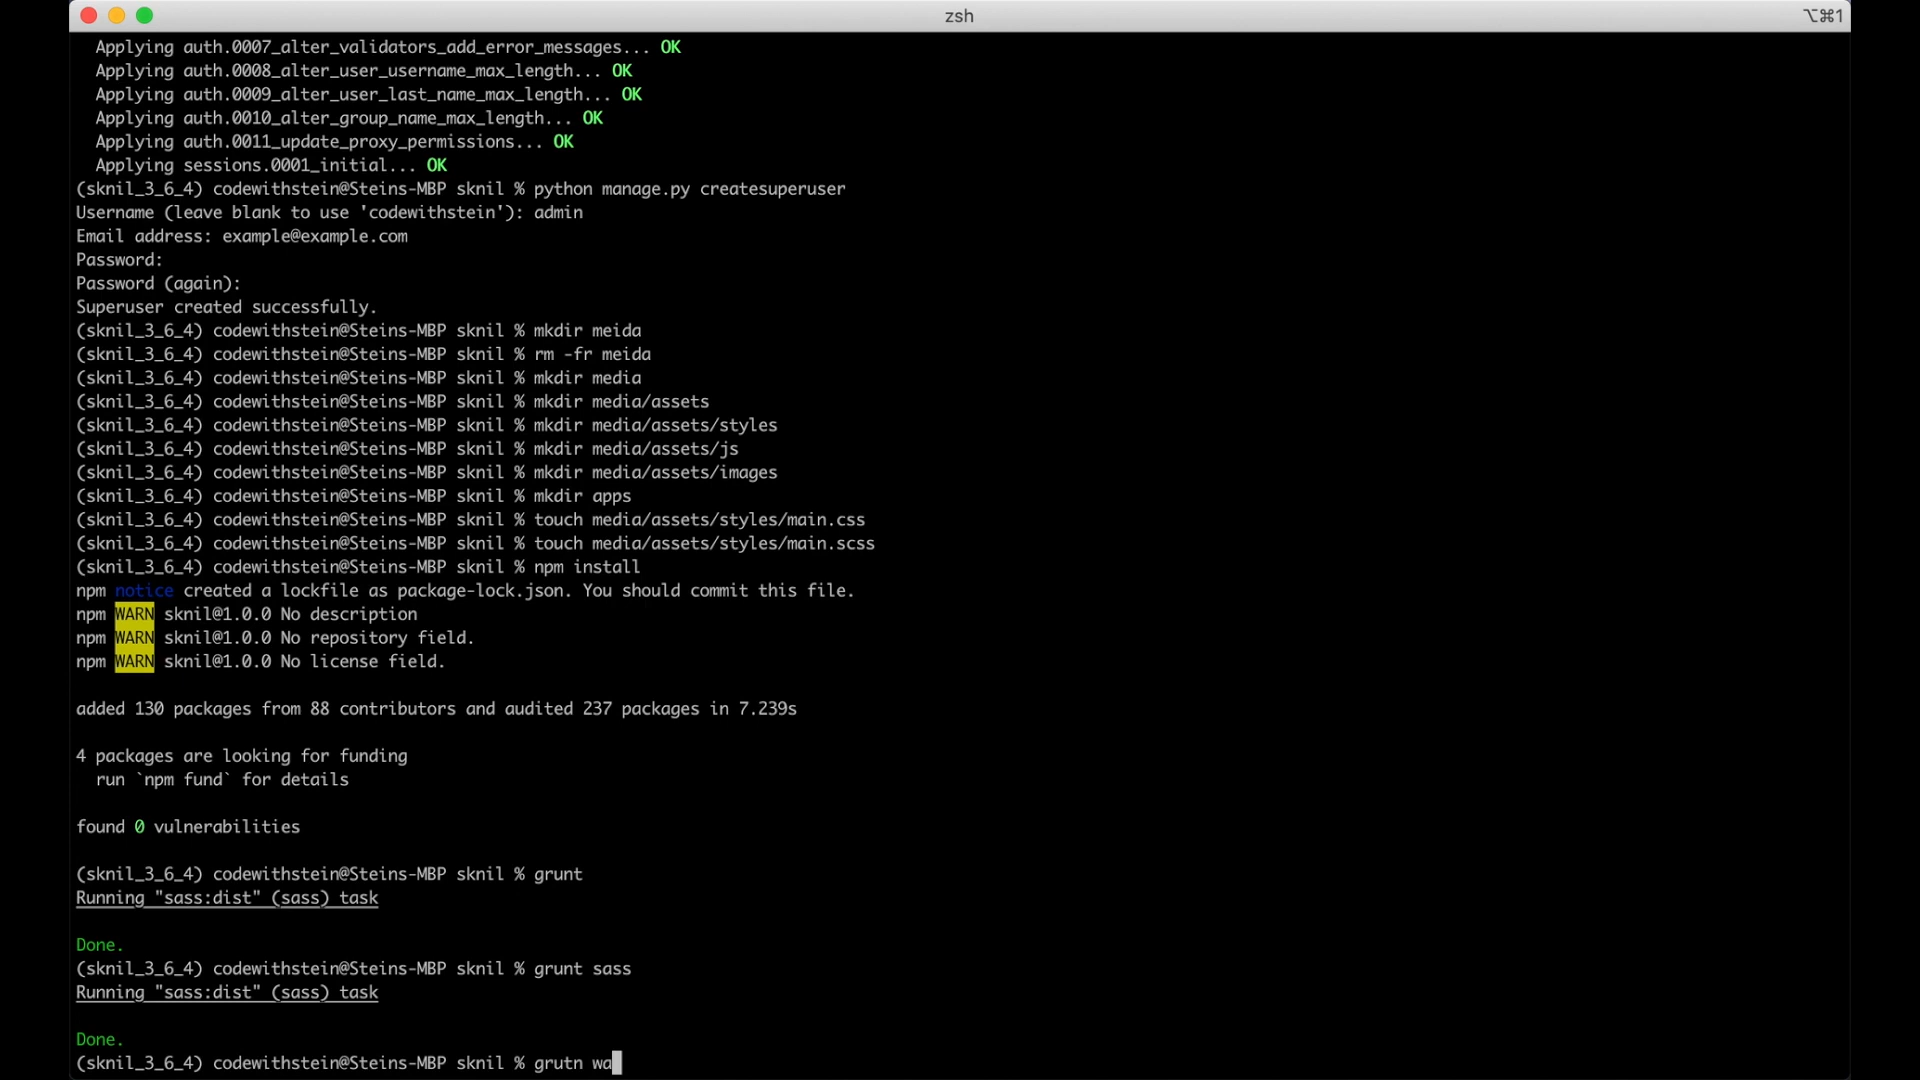 zsh
⌥⌘1
Applying auth.0007_alter_validators_add_error_messages... OK
Applying auth.0008_alter_user_username_max_length... OK
Applying auth.0009_alter_user_last_name_max_length... OK
Applying auth.0010_alter_group_name_max_length... OK
Applying auth.0011_update_proxy_permissions... OK
Applying sessions.0001_initial... OK
(sknil_3_6_4) codewithstein@Steins-MBP sknil % python manage.py createsuperuser
Username (leave blank to use 'codewithstein'): admin
Email address: example@example.com
Password:
Password (again):
Superuser created successfully.
(sknil_3_6_4) codewithstein@Steins-MBP sknil % mkdir meida
(sknil_3_6_4) codewithstein@Steins-MBP sknil % rm -fr meida
(sknil_3_6_4) codewithstein@Steins-MBP sknil % mkdir media
(sknil_3_6_4) codewithstein@Steins-MBP sknil % mkdir media/assets
(sknil_3_6_4) codewithstein@Steins-MBP sknil % mkdir media/assets/styles
(sknil_3_6_4) codewithstein@Steins-MBP sknil % mkdir media/assets/js
(sknil_3_6_4) codewithstein@Steins-MBP sknil % mkdir media/assets/images
(sknil_3_6_4) codewithstein@Steins-MBP sknil % mkdir apps
(sknil_3_6_4) codewithstein@Steins-MBP sknil % touch media/assets/styles/main.css
(sknil_3_6_4) codewithstein@Steins-MBP sknil % touch media/assets/styles/main.scss
(sknil_3_6_4) codewithstein@Steins-MBP sknil % npm install
npm notice created a lockfile as package-lock.json. You should commit this file.
npm WARN sknil@1.0.0 No description
npm WARN sknil@1.0.0 No repository field.
npm WARN sknil@1.0.0 No license field.
added 130 packages from 88 contributors and audited 237 packages in 7.239s
4 packages are looking for funding
run `npm fund` for details
found 0 vulnerabilities
(sknil_3_6_4) codewithstein@Steins-MBP sknil % grunt
Running "sass:dist" (sass) task
Done.
(sknil_3_6_4) codewithstein@Steins-MBP sknil % grunt sass
Running "sass:dist" (sass) task
Done.
(sknil_3_6_4) codewithstein@Steins-MBP sknil % grutn wa